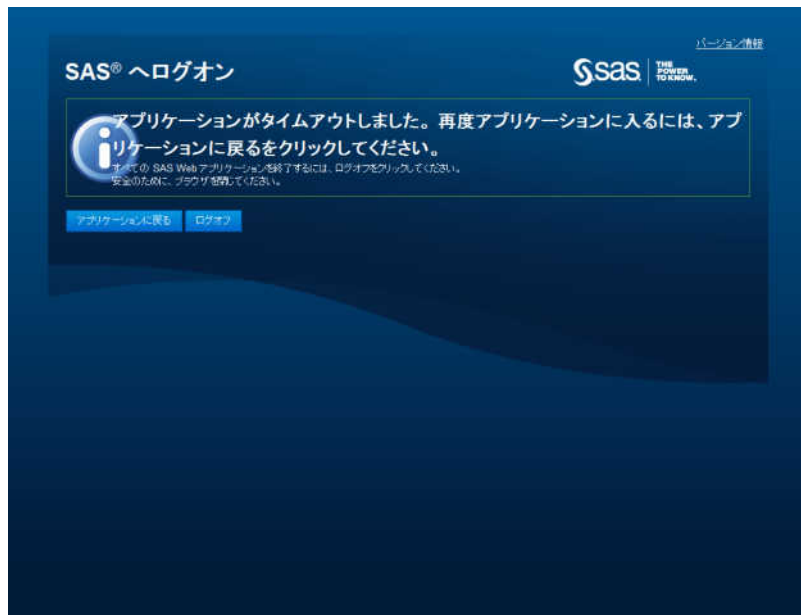 バージョン情報
SAS® へログオン
sas. THE POWER TO KNOW.
アプリケーションがタイムアウトしました。再度アプリケーションに入るには、アプ
リケーションに戻るをクリックしてください。
すべての SAS Web アプリケーションを終了するには、ログオフをクリックしてください。
安全のために、ブラウザを閉じてください。
アプリケーションに戻る ログオフ